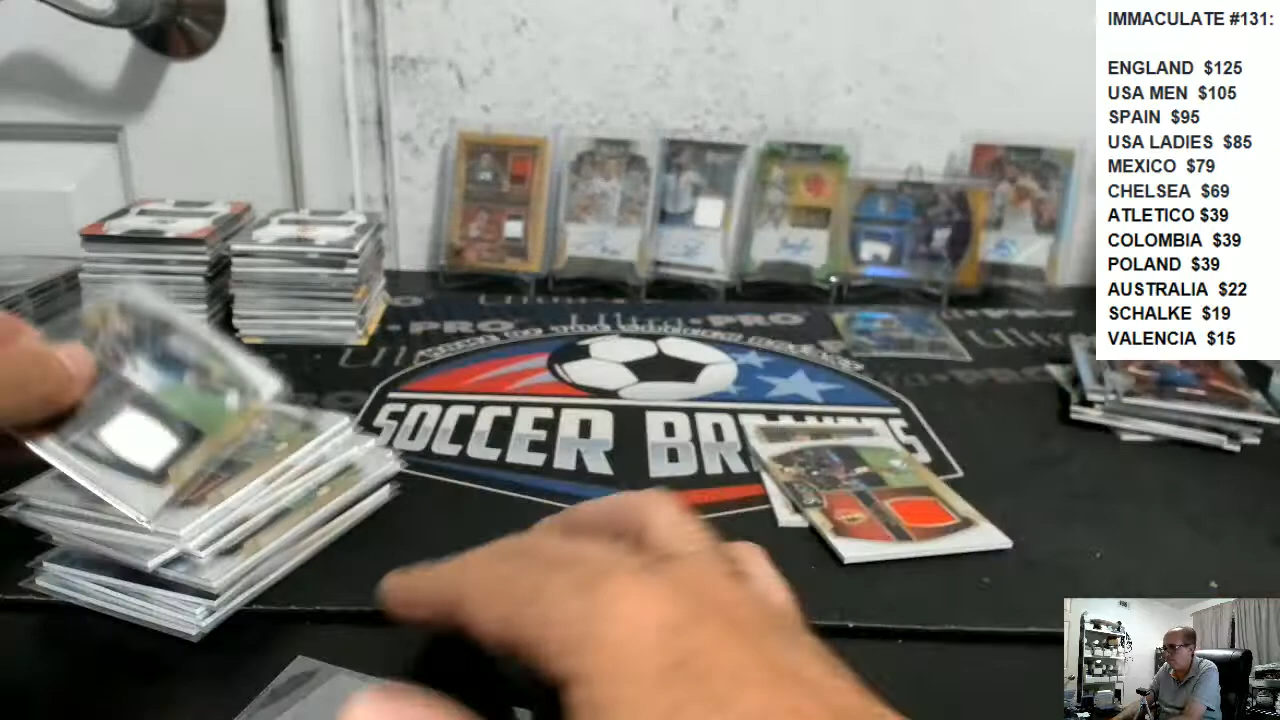 IMMACULATE #131:
ENGLAND $125
USA MEN $105
SPAIN $95
USA LADIES $85
MEXICO $79
CHELSEA $69
ATLETICO $39
COLOMBIA $39
POLAND $39
AUSTRALIA $22
SCHALKE $19
VALENCIA $15
PRO
PRO
SOCCER BR
S